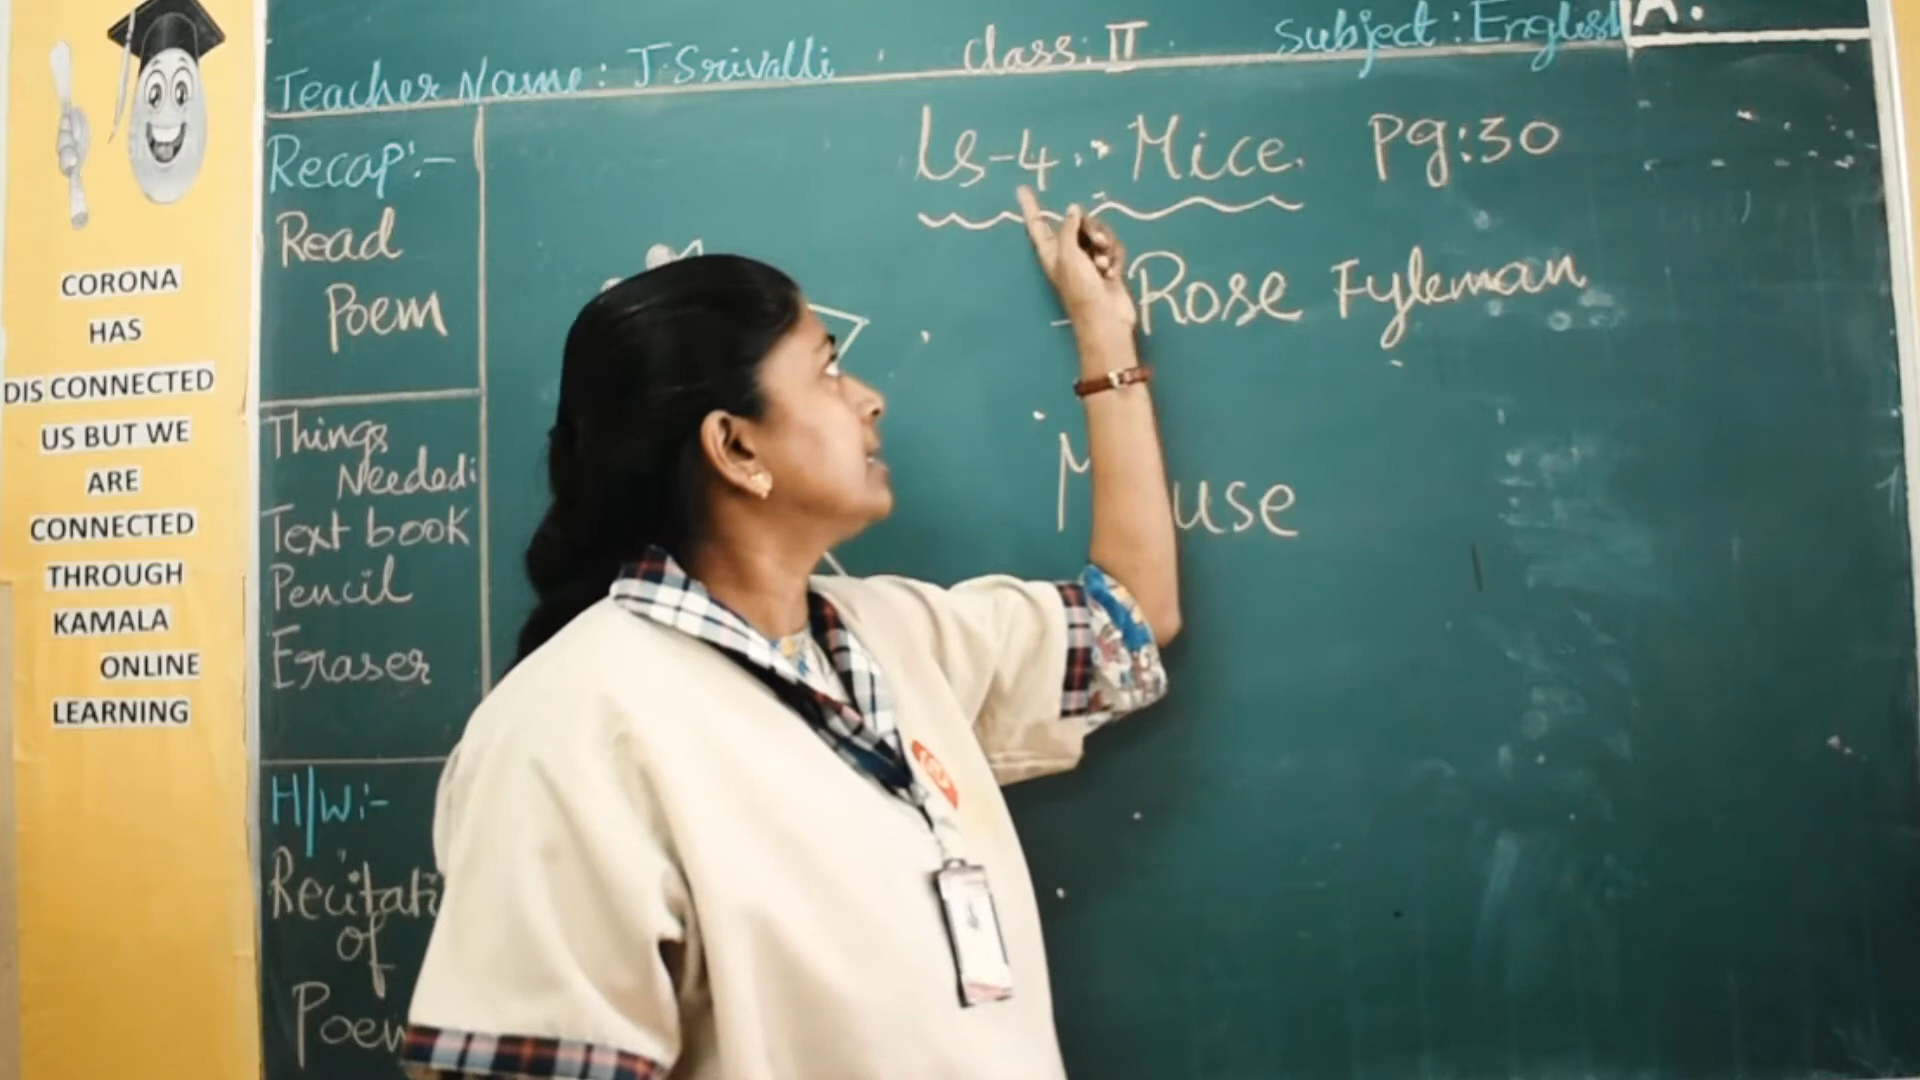 CORONA
HAS
DIS CONNECTED
US BUT WE
ARE
CONNECTED
THROUGH
KAMALA
ONLINE
LEARNING
Teacher Name: J. Srivalli
Class: II
Subject: English
A.
Recap:-
Read
Poem
Things
Needed:
Text book
Pencil
Eraser
H/W:-
Recitati
of
Poem
Ls-4 : Mice. Pg:30
- Rose Fyleman
M use